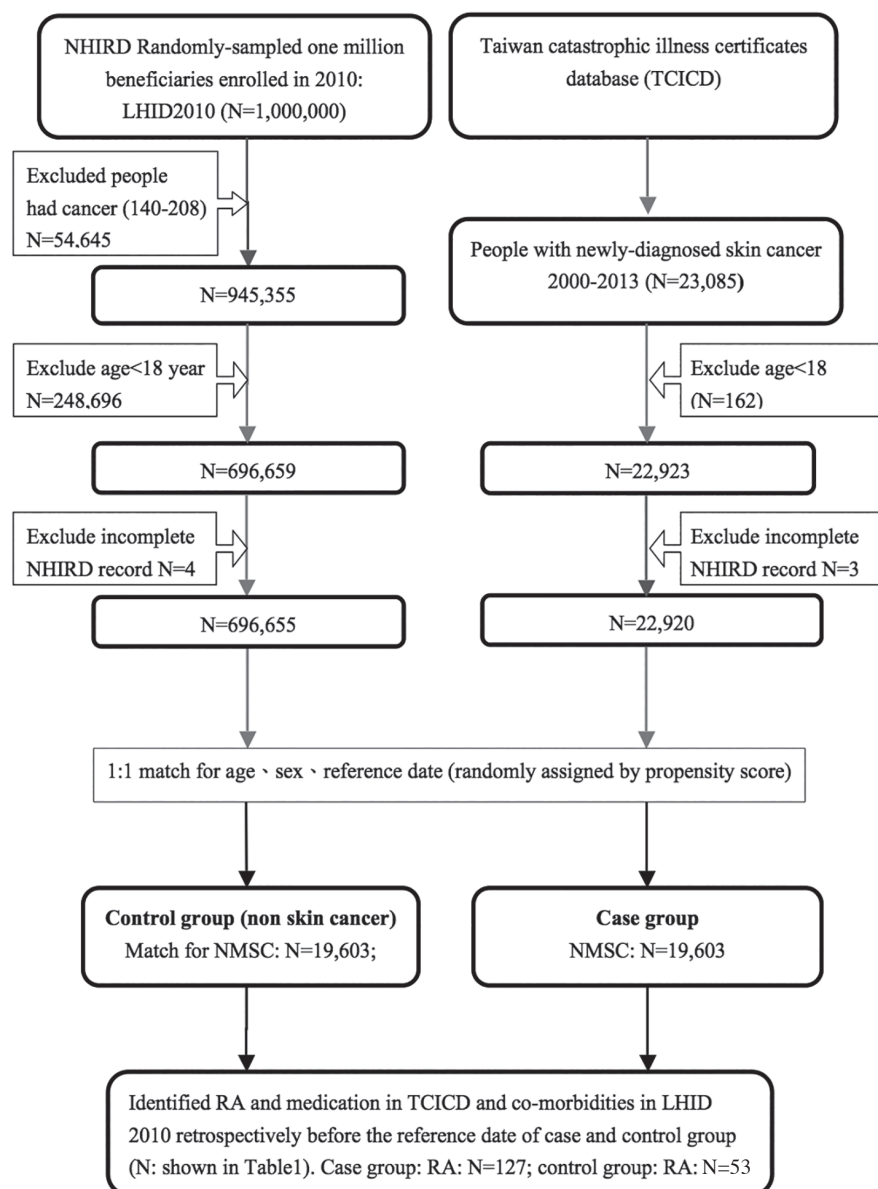 NHIRD Randomly-sampled one million
beneficiaries enrolled in 2010:
LHID2010 (N=1,000,000)
Taiwan catastrophic illness certificates
database (TCICD)
Excluded people
had cancer (140-208)
N=54,645
People with newly-diagnosed skin cancer
2000-2013 (N=23,085)
N=945,355
Exclude age<18 year
N=248,696
Exclude age<18
(N=162)
N=696,659
N=22,923
Exclude incomplete
NHIRD record N=4
Exclude incomplete
NHIRD record N=3
N=696,655
N=22,920
1:1 match for age、sex、reference date (randomly assigned by propensity score)
Control group (non skin cancer)
Match for NMSC: N=19,603;
Case group
NMSC: N=19,603
Identified RA and medication in TCICD and co-morbidities in LHID
2010 retrospectively before the reference date of case and control group
(N: shown in Table1). Case group: RA: N=127; control group: RA: N=53